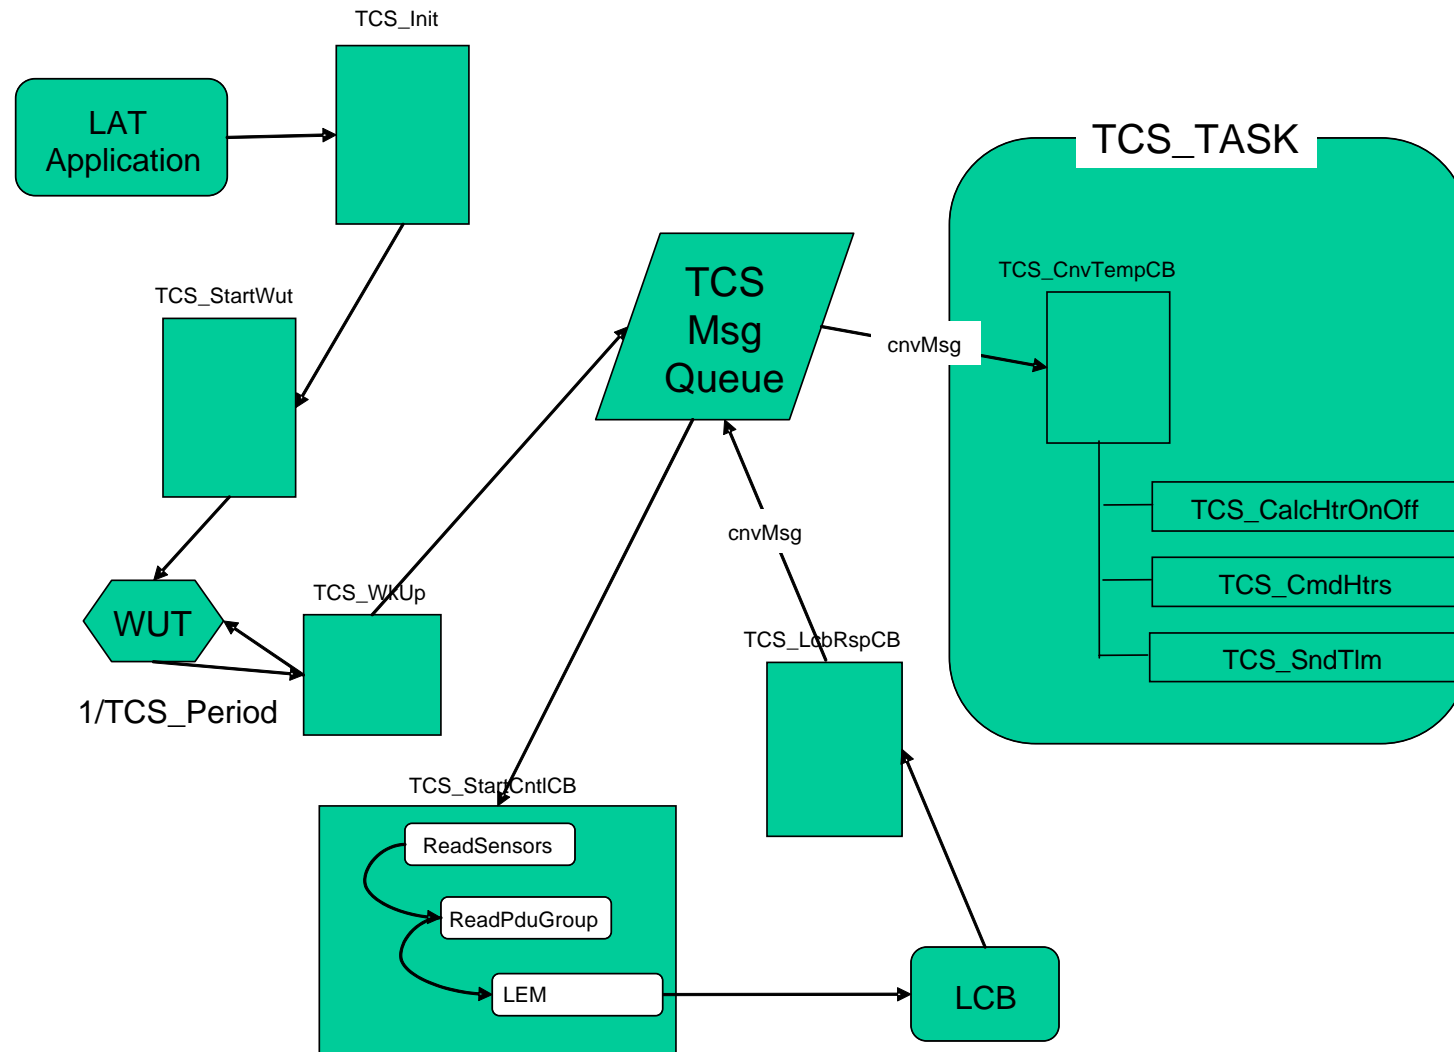 TCS_Init
LAT
Application
TCS_TASK
TCS_StartWut
TCS
Msg
Queue
TCS_CnvTempCB
cnvMsg
TCS_CalcHtrOnOff
cnvMsg
TCS_CmdHtrs
TCS_WkUp
WUT
TCS_LcbRspCB
TCS_SndTlm
1/TCS_Period
TCS_StartCntlCB
ReadSensors
ReadPduGroup
LEM
LCB